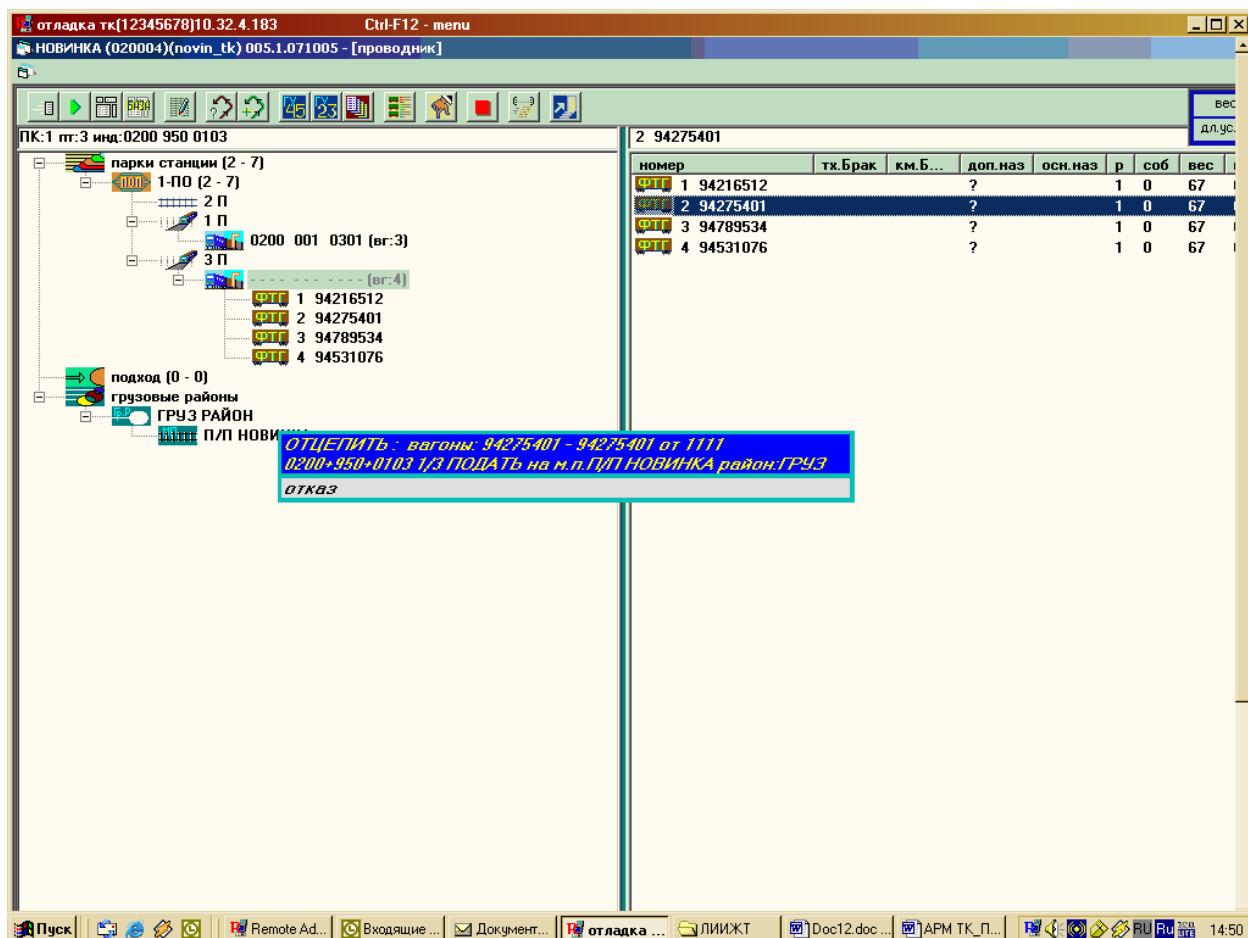 отладка тк(12345678)10.32.4.183 Ctrl-F12 - menu
НОВИНКА (020004)(novin_tk) 005.1.071005 - [проводник]
БАЗА 45 23
вес
дл.ус.
ПК:1 пт:3 инд:0200 950 0103
2 94275401
парки станции (2 - 7)
ПОП 1-ПО (2 - 7)
2 П
1 П
0200 001 0301 (вг:3)
3 П
---- --- ---- (вг:4)
ФТГ 1 94216512
ФТГ 2 94275401
ФТГ 3 94789534
ФТГ 4 94531076
подход (0 - 0)
грузовые районы
ГРУЗ РАЙОН
П/П НОВИ
номер тх.Брак км.Б... доп.наз осн.наз р соб вес
ФТГ 1 94216512 ? 1 0 67
ФТГ 2 94275401 ? 1 0 67
ФТГ 3 94789534 ? 1 0 67
ФТГ 4 94531076 ? 1 0 67
ОТЦЕПИТЬ : вагоны: 94275401 - 94275401 от 1111
0200+950+0103 1/3 ПОДАТЬ на м.п.П/П НОВИНКА район:ГРУЗ
отказ
Пуск Remote Ad... Входящие ... Документ... отладка ... ЛИИЖТ Doc12.doc ... АРМ ТК_П... RU Ru 14:50